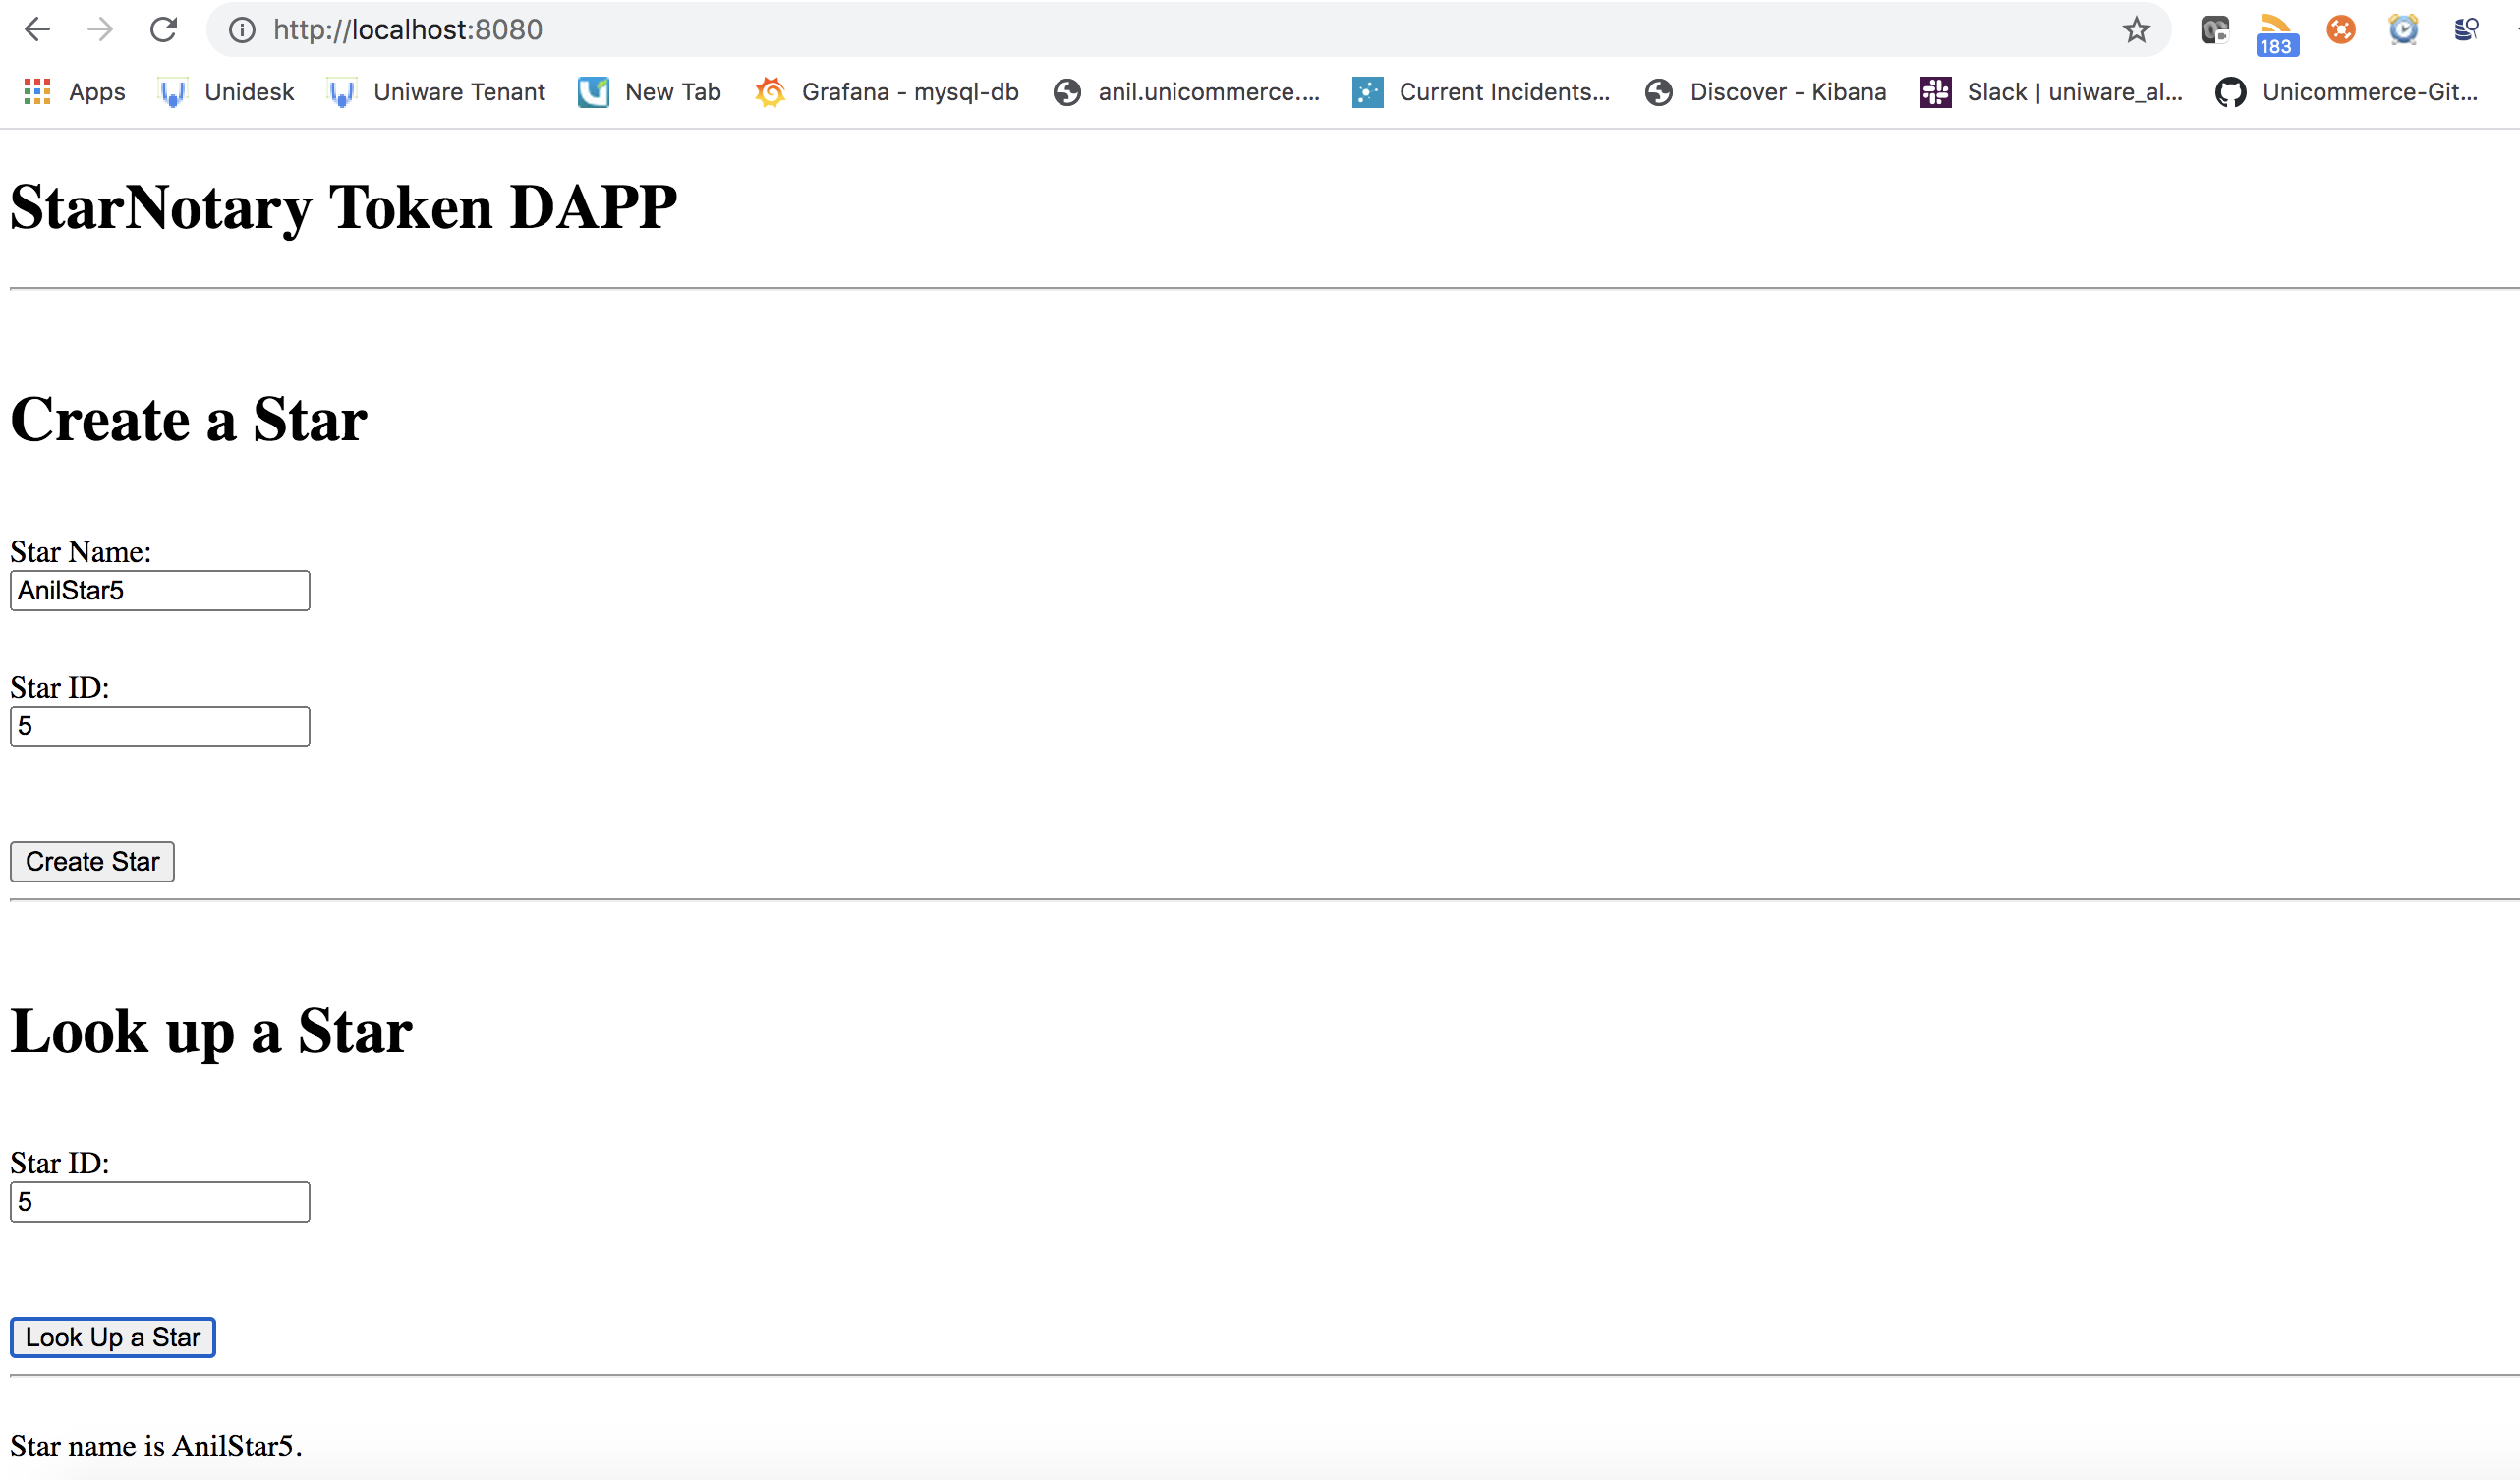 http://localhost:8080
183
Apps Unidesk Uniware Tenant New Tab Grafana - mysql-db anil.unicommerce.... Current Incidents... Discover - Kibana Slack | uniware_al... Unicommerce-Git...
StarNotary Token DAPP
Create a Star
Star Name:
AnilStar5
Star ID:
5
Create Star
Look up a Star
Star ID:
5
Look Up a Star
Star name is AnilStar5.